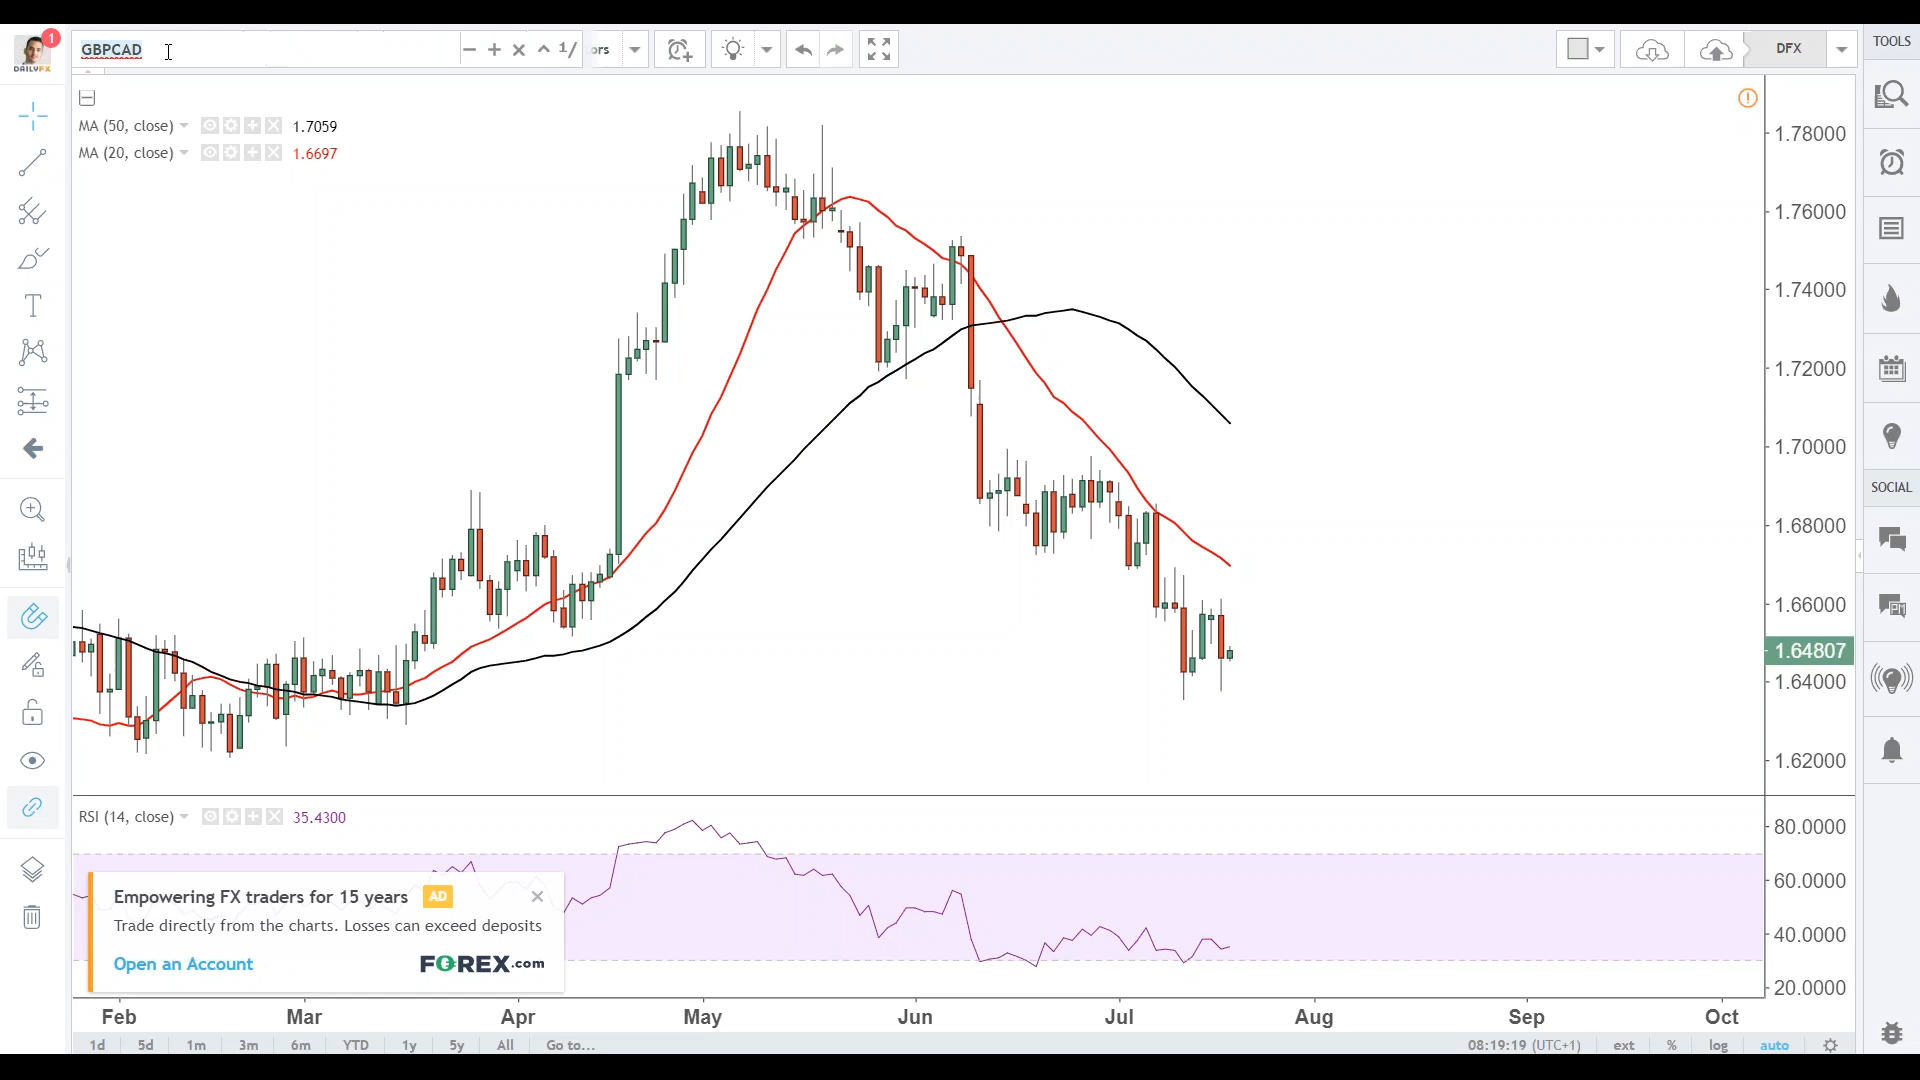 1
DAILYFX
GBPCAD
1/
ors
DFX
TOOLS
MA (50, close) 1.7059
MA (20, close) 1.6697
1.78000
1.76000
1.74000
1.72000
1.70000
1.68000
1.66000
1.64807
1.64000
1.62000
SOCIAL
RSI (14, close) 35.4300
80.0000
60.0000
40.0000
20.0000
Empowering FX traders for 15 years AD
Trade directly from the charts. Losses can exceed deposits
Open an Account FOREX.com
Feb Mar Apr May Jun Jul Aug Sep Oct
1d 5d 1m 3m 6m YTD 1y 5y All Go to... 08:19:19 (UTC+1) ext % log auto